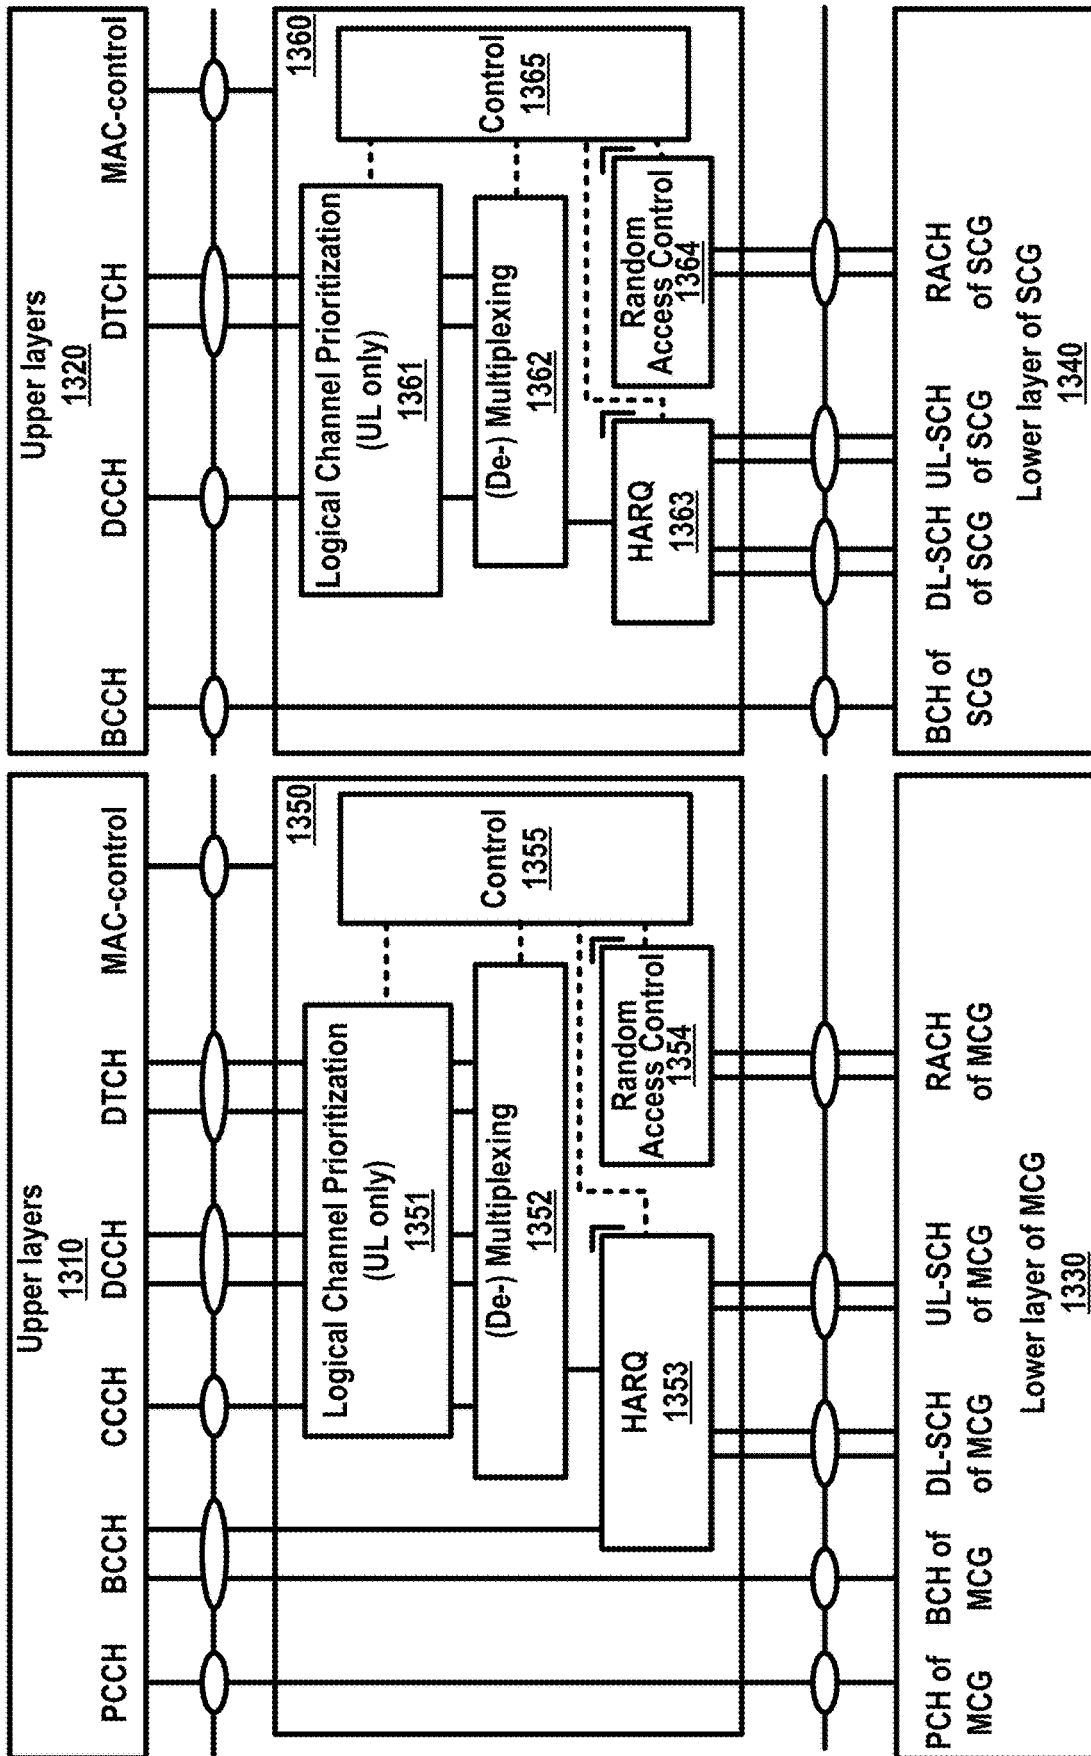 Upper layers
1310
PCCH BCCH CCCH DCCH DTCH MAC-control
1350
Logical Channel Prioritization
(UL only)
1351
(De-) Multiplexing
1352
HARQ
1353
Random
Access Control
1354
Control
1355
PCH of
MCG
BCH of
MCG
DL-SCH
of MCG
UL-SCH
of MCG
RACH
of MCG
Lower layer of MCG
1330
Upper layers
1320
BCCH DCCH DTCH MAC-control
1360
Logical Channel Prioritization
(UL only)
1361
(De-) Multiplexing
1362
HARQ
1363
Random
Access Control
1364
Control
1365
BCH of
SCG
DL-SCH
of SCG
UL-SCH
of SCG
RACH
of SCG
Lower layer of SCG
1340